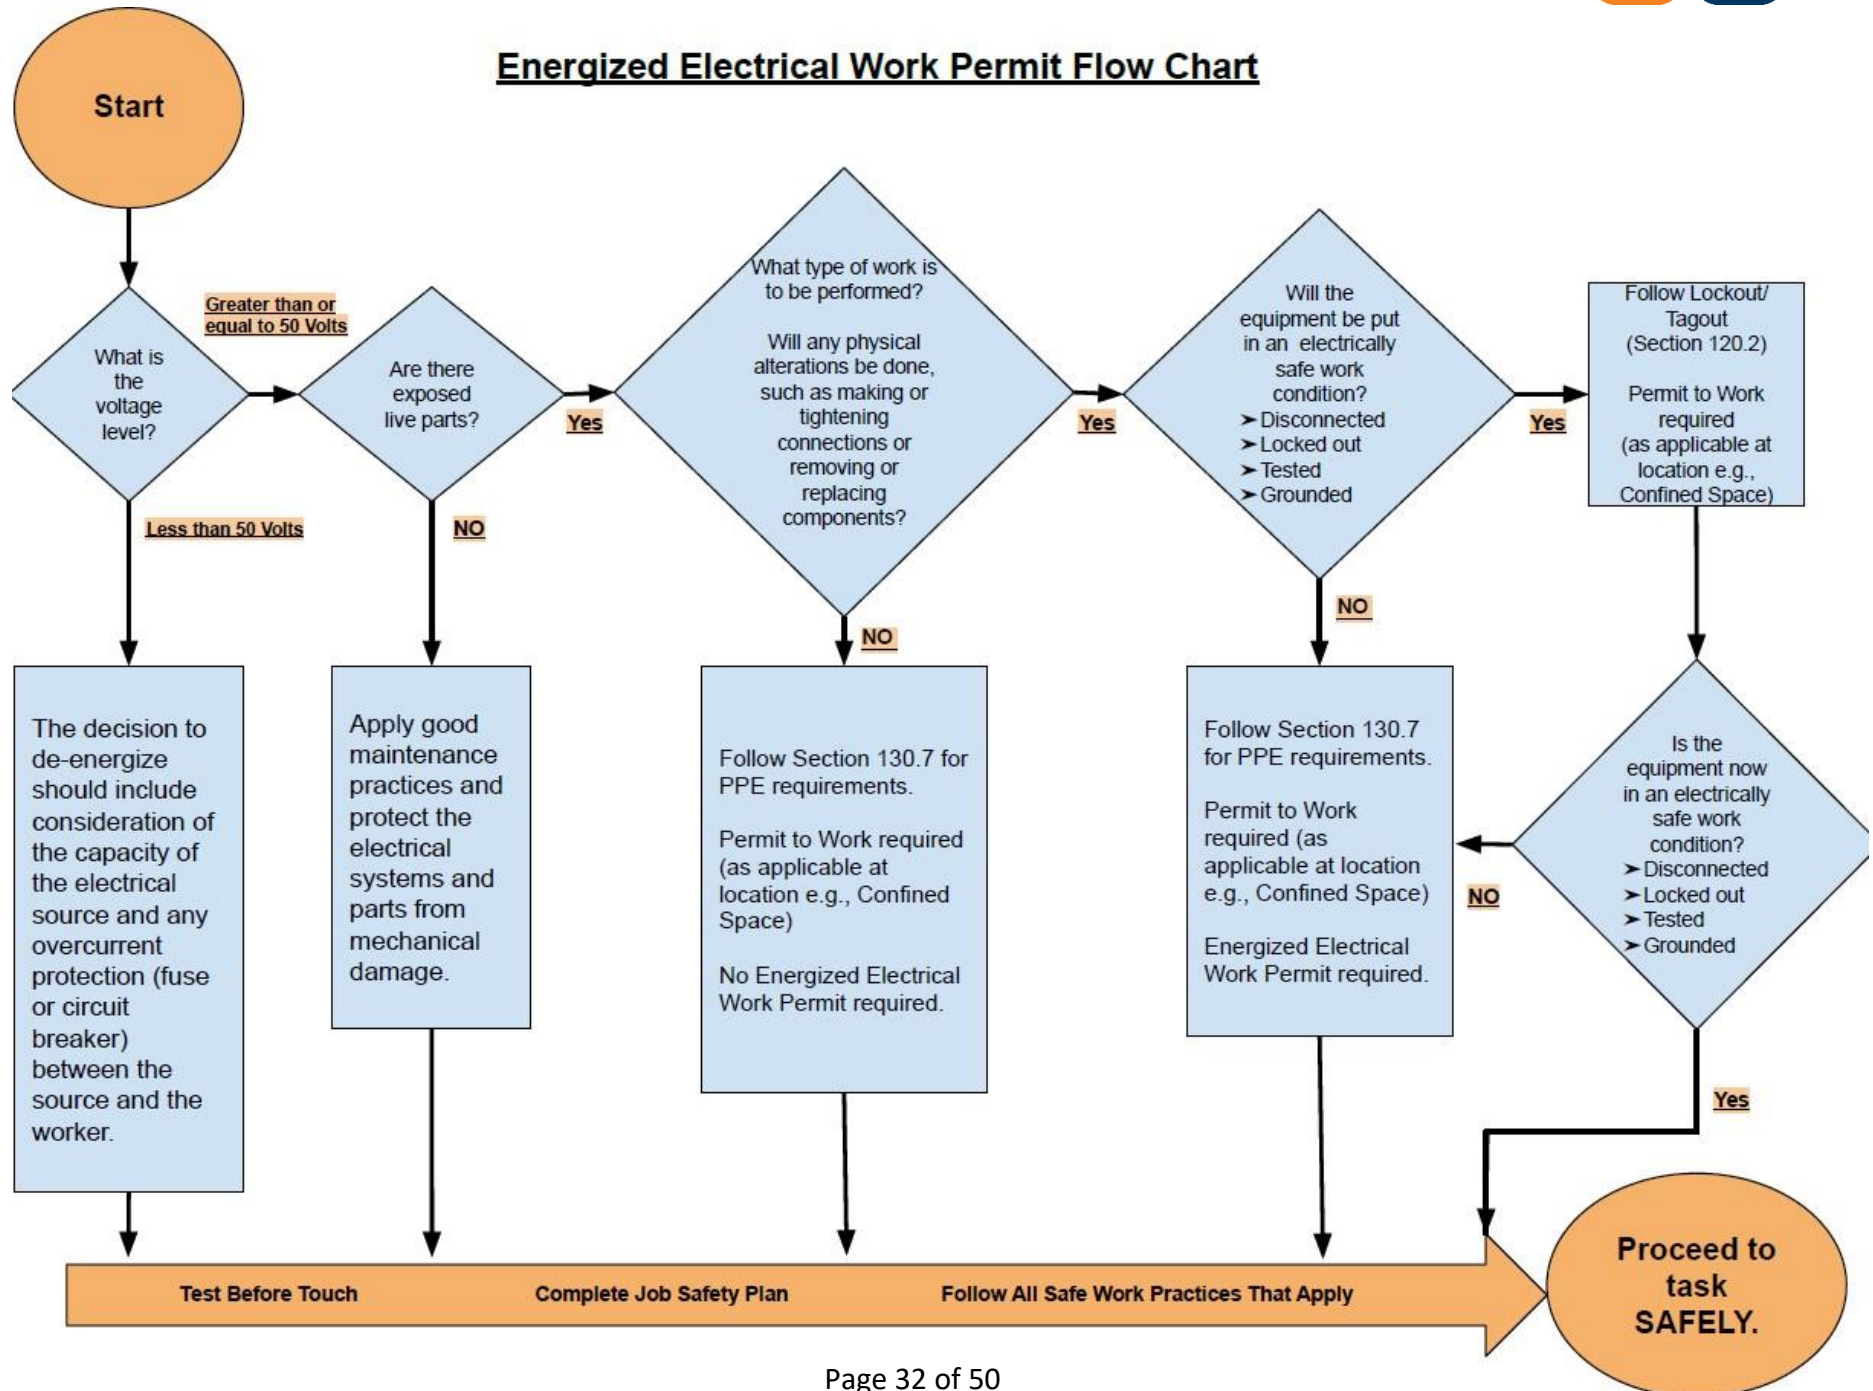 Energized Electrical Work Permit Flow Chart
Start
What is
the
voltage
level?
Greater than or
equal to 50 Volts
Less than 50 Volts
Are there
exposed
live parts?
Yes
NO
What type of work is
to be performed?
Will any physical
alterations be done,
such as making or
tightening
connections or
removing or
replacing
components?
Yes
NO
Will the
equipment be put
in an electrically
safe work
condition?
➤Disconnected
➤Locked out
➤Tested
➤Grounded
Yes
NO
Follow Lockout/
Tagout
(Section 120.2)
Permit to Work
required
(as applicable at
location e.g.,
Confined Space)
The decision to
de-energize
should include
consideration of
the capacity of
the electrical
source and any
overcurrent
protection (fuse
or circuit
breaker)
between the
source and the
worker.
Apply good
maintenance
practices and
protect the
electrical
systems and
parts from
mechanical
damage.
Follow Section 130.7 for
PPE requirements.
Permit to Work required
(as applicable at
location e.g., Confined
Space)
No Energized Electrical
Work Permit required.
Follow Section 130.7
for PPE requirements.
Permit to Work
required (as
applicable at location
e.g., Confined Space)
Energized Electrical
Work Permit required.
Is the
equipment now
in an electrically
safe work
condition?
➤Disconnected
➤Locked out
➤Tested
➤Grounded
NO
Yes
Test Before Touch
Complete Job Safety Plan
Follow All Safe Work Practices That Apply
Proceed to
task
SAFELY.
Page 32 of 50